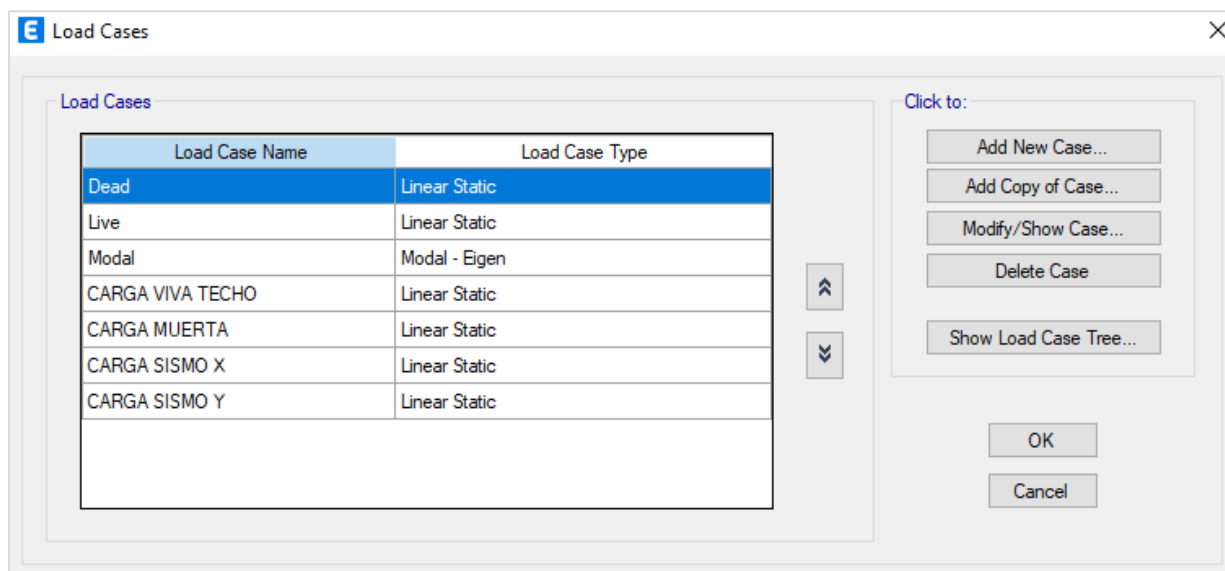 E Load Cases
Load Cases
Load Case Name Load Case Type
Dead Linear Static
Live Linear Static
Modal Modal - Eigen
CARGA VIVA TECHO Linear Static
CARGA MUERTA Linear Static
CARGA SISMO X Linear Static
CARGA SISMO Y Linear Static
Click to:
Add New Case...
Add Copy of Case...
Modify/Show Case...
Delete Case
Show Load Case Tree...
OK
Cancel